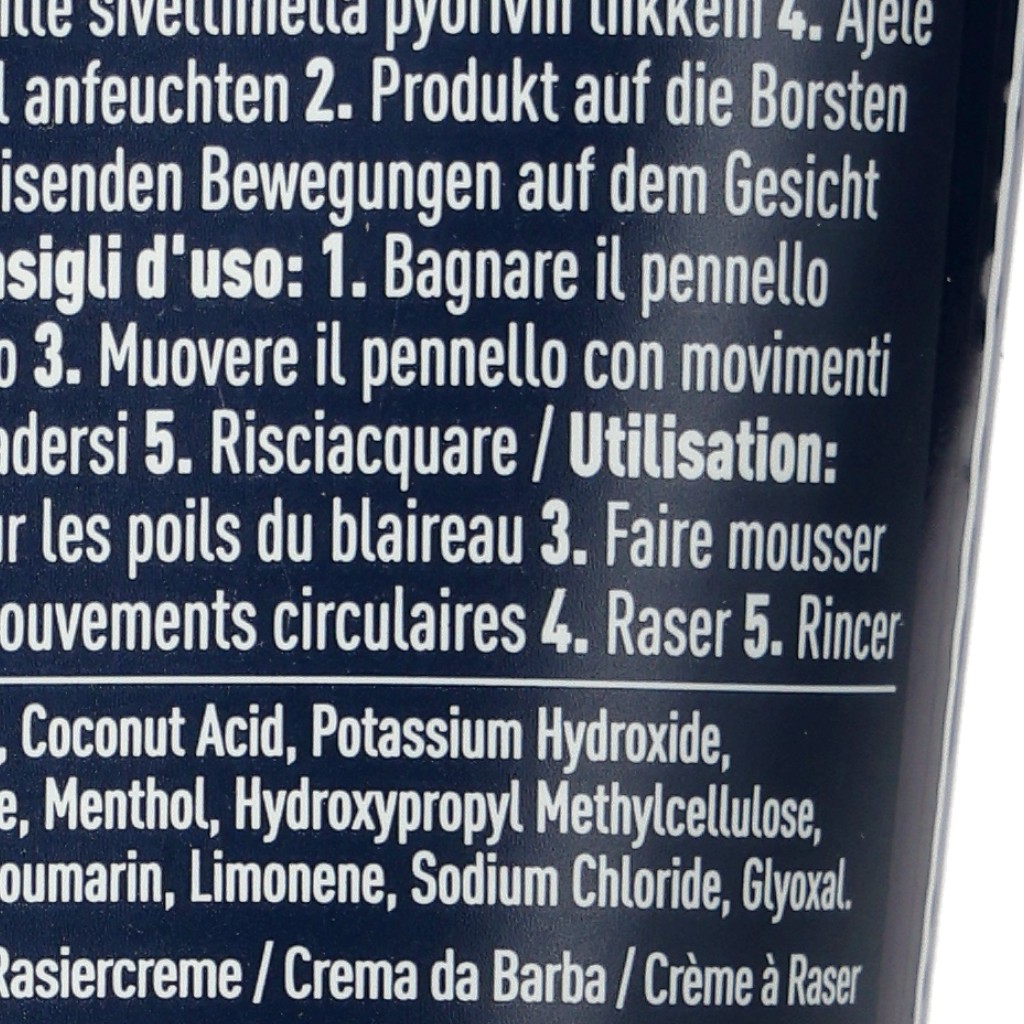 sivellimellä pyörivin liikkein 4. Ajele
anfeuchten 2. Produkt auf die Borsten
isenden Bewegungen auf dem Gesicht
nsigli d'uso: 1. Bagnare il pennello
o 3. Muovere il pennello con movimenti
adersi 5. Risciacquare / Utilisation:
ur les poils du blaireau 3. Faire mousser
ouvements circulaires 4. Raser 5. Rincer
, Coconut Acid, Potassium Hydroxide,
e, Menthol, Hydroxypropyl Methylcellulose,
oumarin, Limonene, Sodium Chloride, Glyoxal.
Rasiercreme / Crema da Barba / Crème à Raser